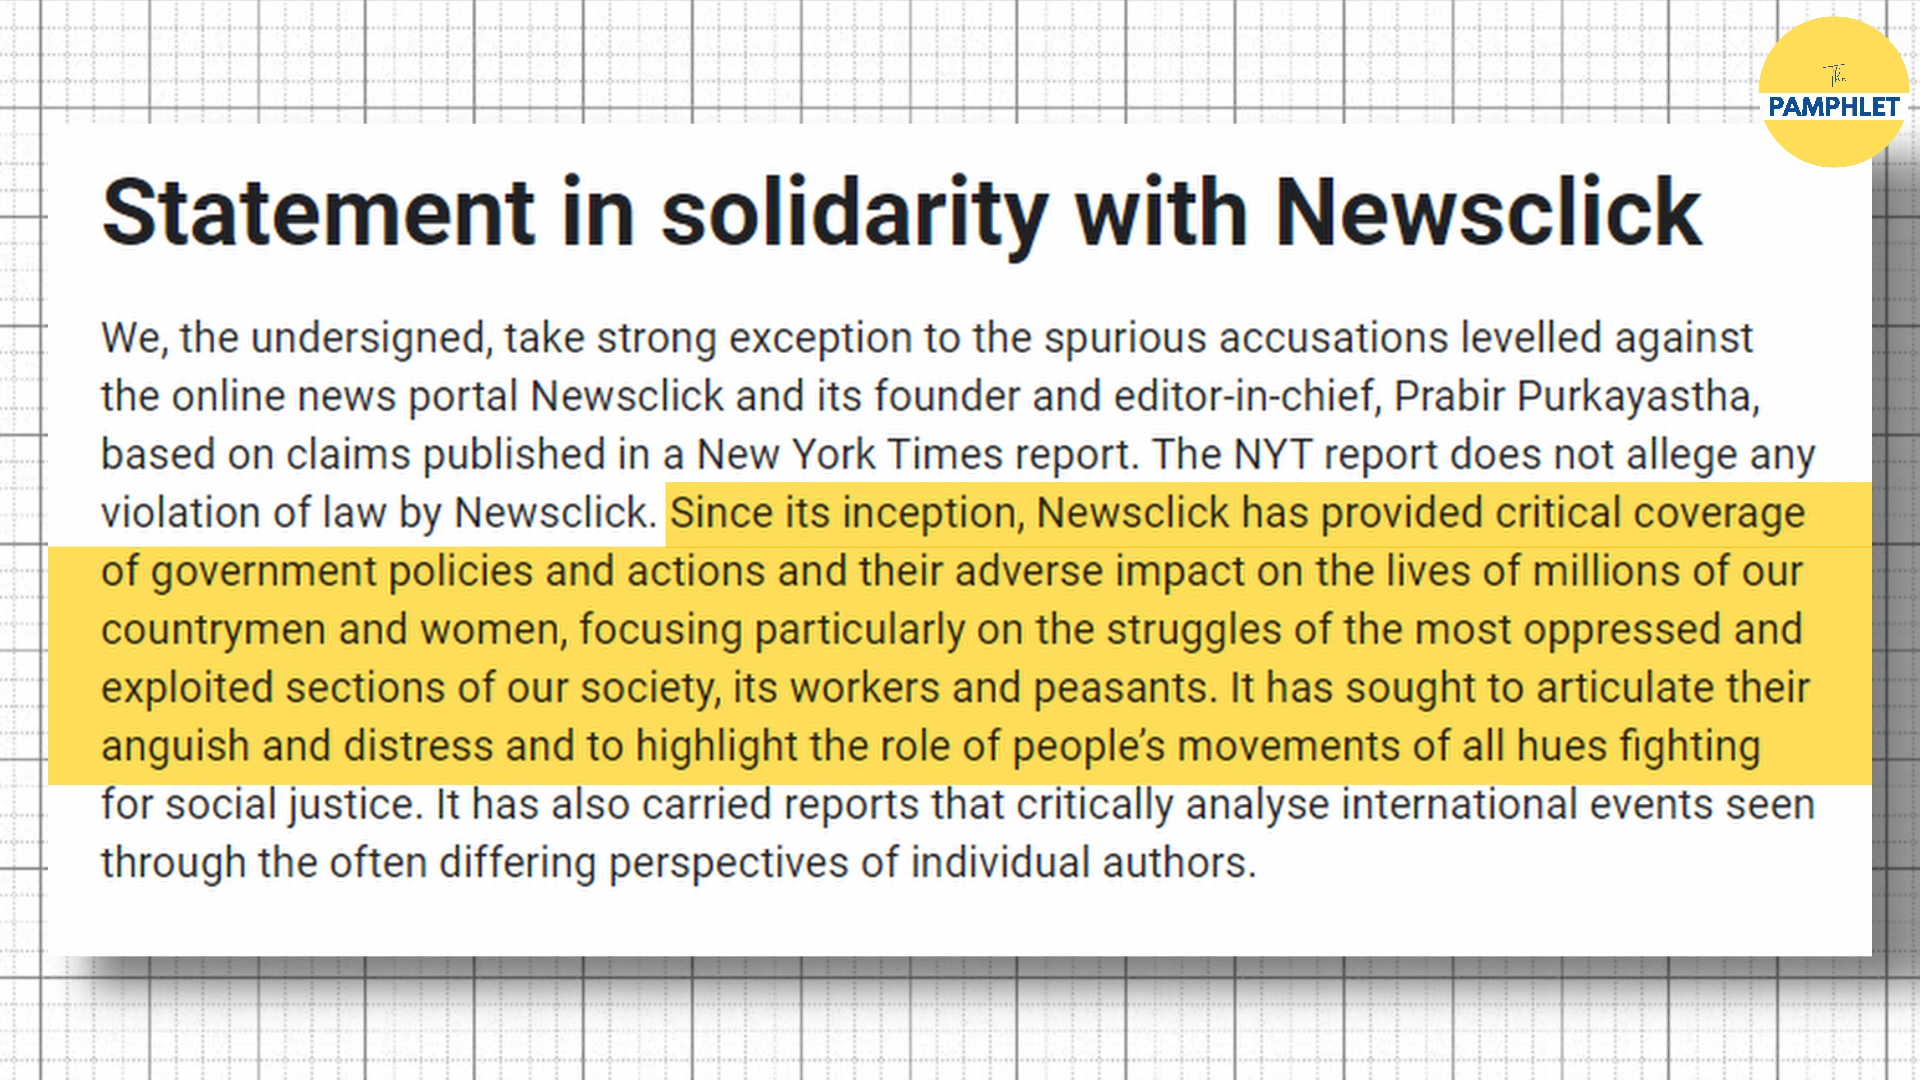 The
PAMPHLET
Statement in solidarity with Newsclick
We, the undersigned, take strong exception to the spurious accusations levelled against
the online news portal Newsclick and its founder and editor-in-chief, Prabir Purkayastha,
based on claims published in a New York Times report. The NYT report does not allege any
violation of law by Newsclick. Since its inception, Newsclick has provided critical coverage
of government policies and actions and their adverse impact on the lives of millions of our
countrymen and women, focusing particularly on the struggles of the most oppressed and
exploited sections of our society, its workers and peasants. It has sought to articulate their
anguish and distress and to highlight the role of people’s movements of all hues fighting
for social justice. It has also carried reports that critically analyse international events seen
through the often differing perspectives of individual authors.